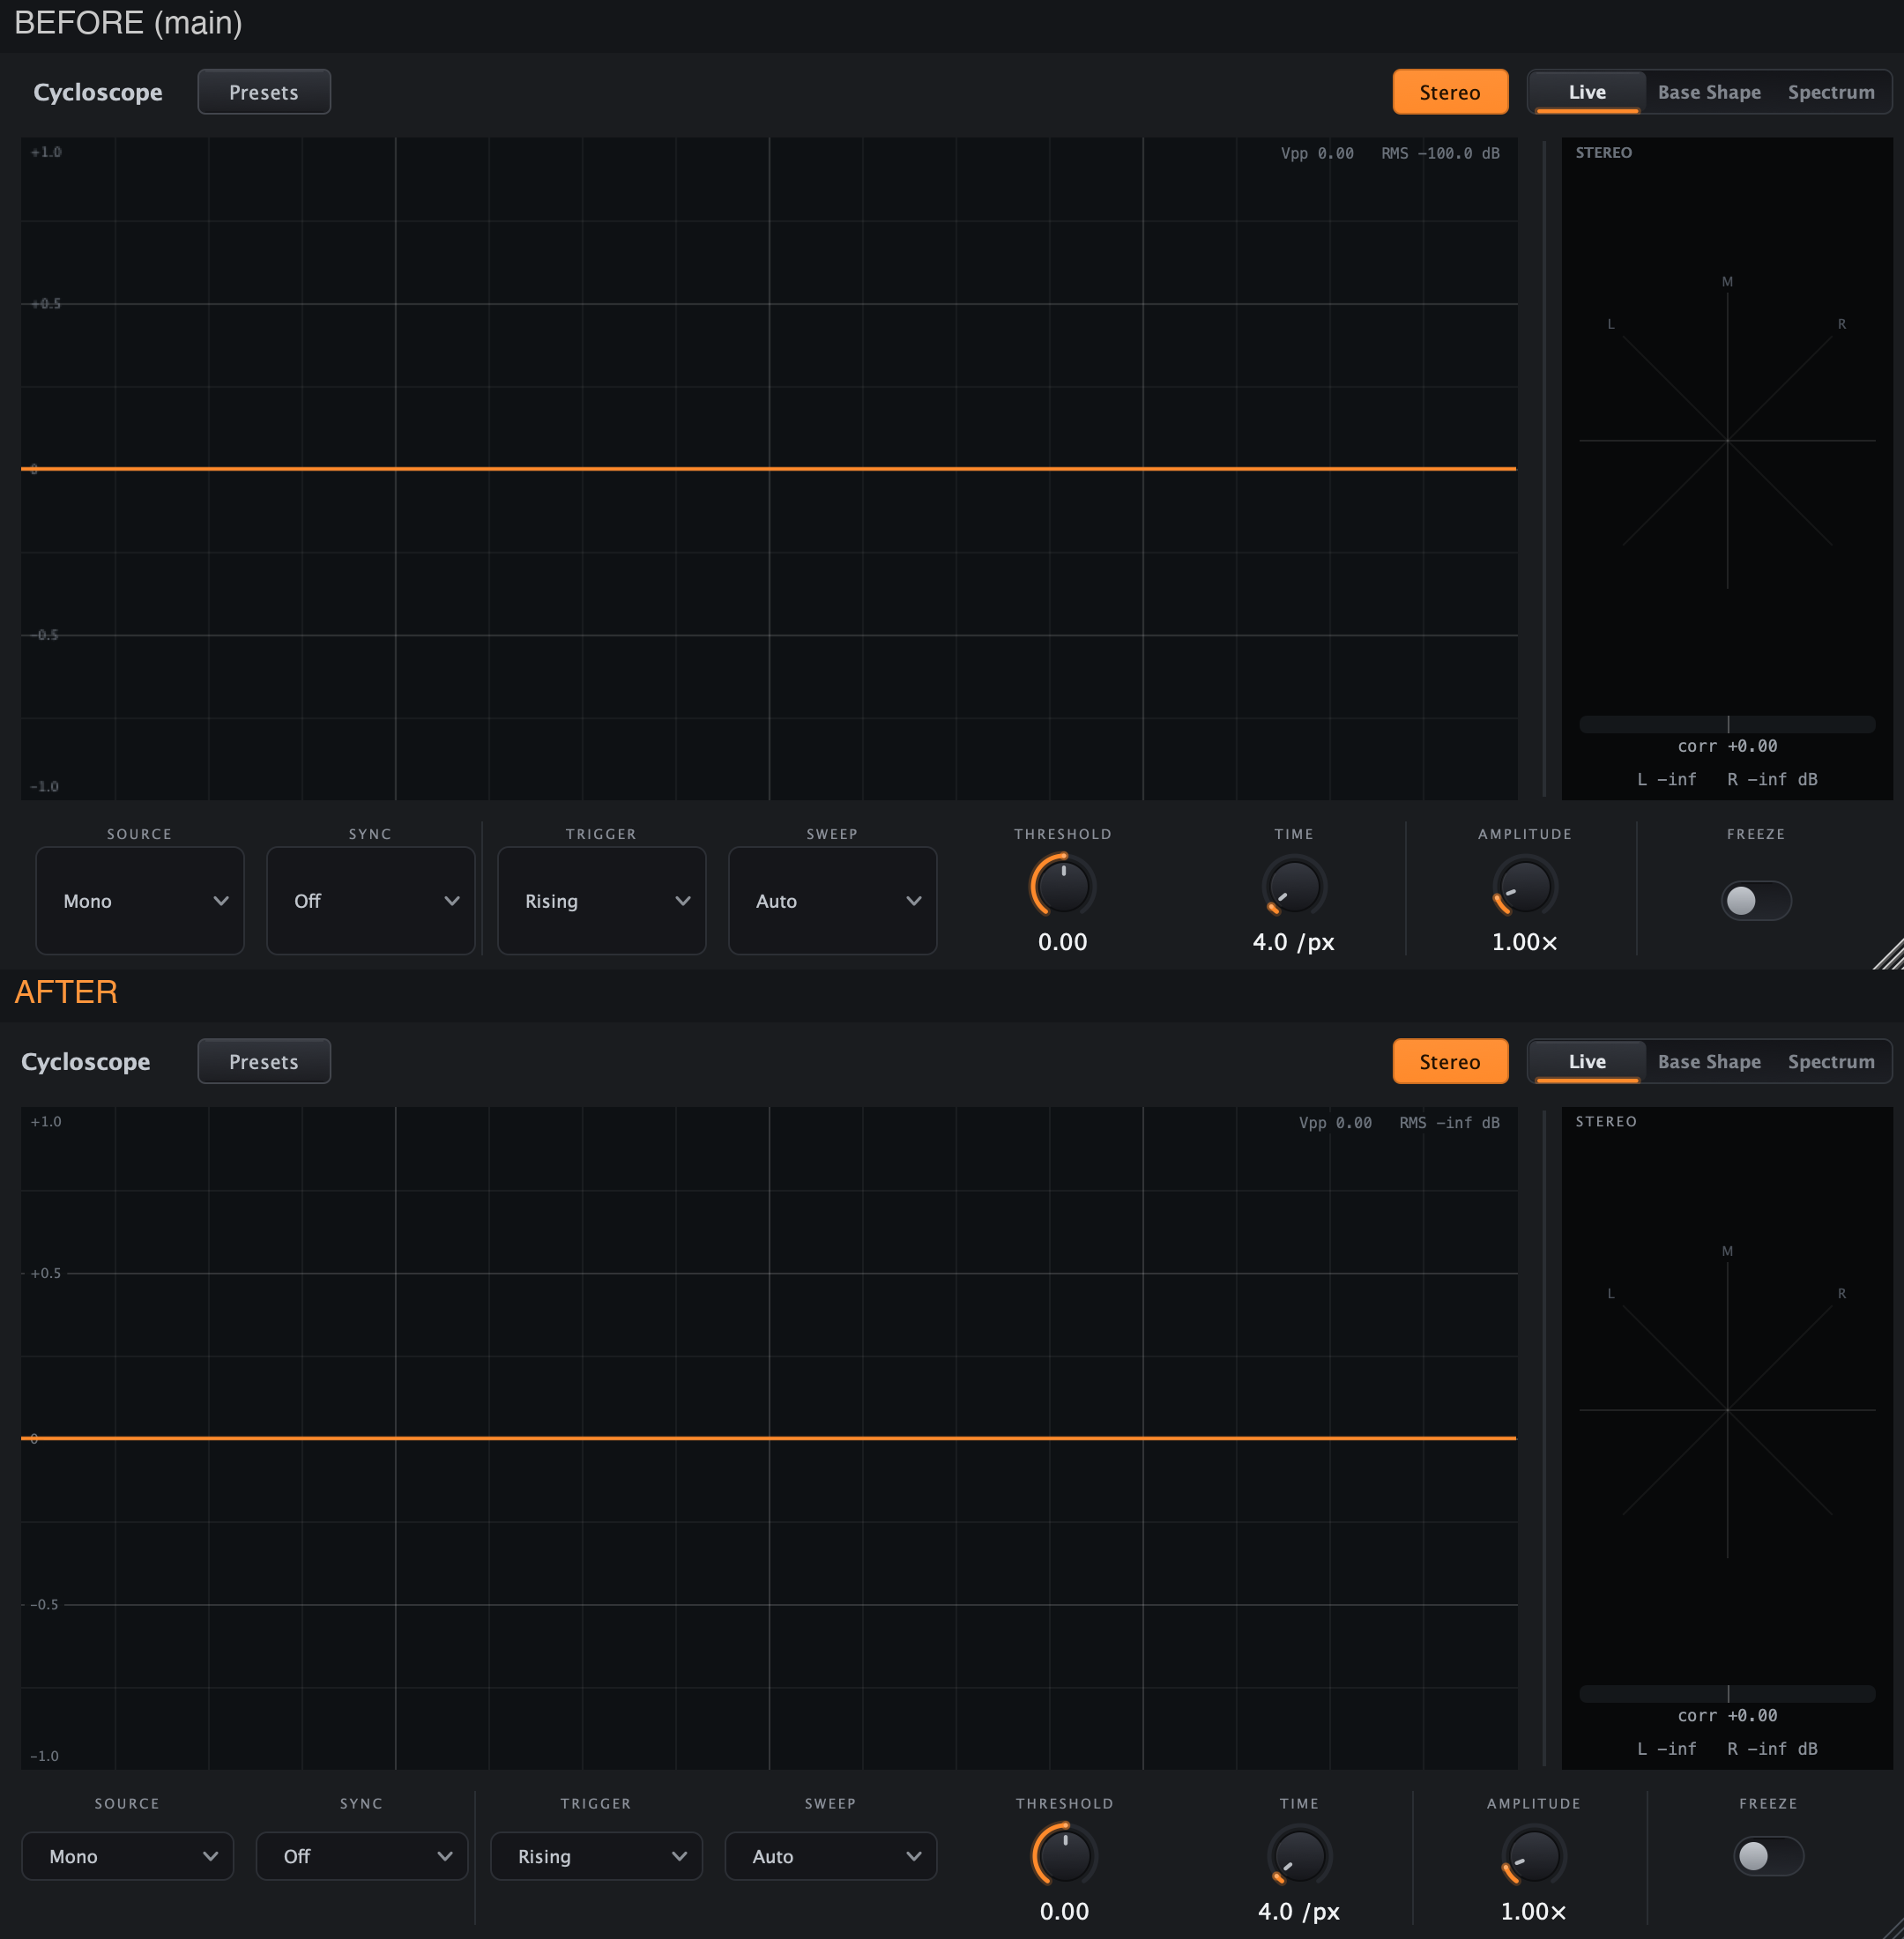 BEFORE (main)
Cycloscope Presets Stereo Live Base Shape Spectrum
+1.0 Vpp 0.00 RMS -100.0 dB STEREO
M
L R
+0.5
0
-0.5
corr +0.00
L -inf R -inf dB
-1.0
SOURCE SYNC TRIGGER SWEEP THRESHOLD TIME AMPLITUDE FREEZE
Mono Off Rising Auto
0.00 4.0 /px 1.00×
AFTER
Cycloscope Presets Stereo Live Base Shape Spectrum
+1.0 Vpp 0.00 RMS -inf dB STEREO
M
+0.5
L R
0
-0.5
corr +0.00
L -inf R -inf dB
-1.0
SOURCE SYNC TRIGGER SWEEP THRESHOLD TIME AMPLITUDE FREEZE
Mono Off Rising Auto
0.00 4.0 /px 1.00×